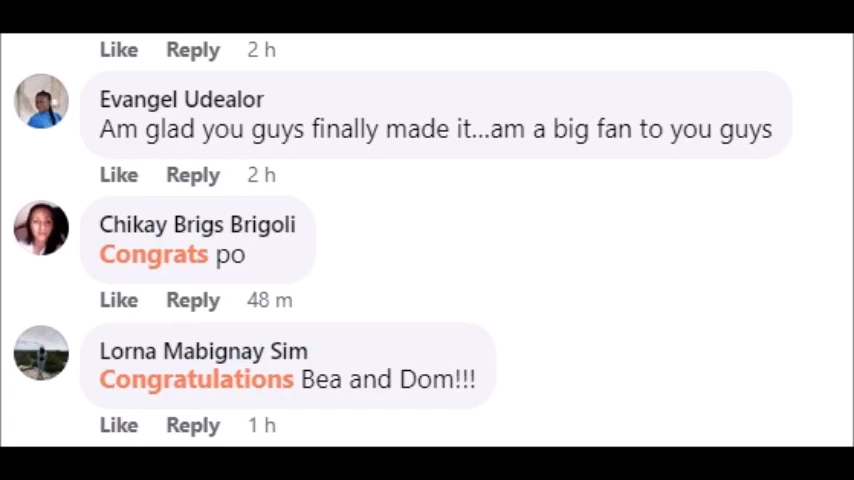 Like Reply 2 h
Evangel Udealor
Am glad you guys finally made it...am a big fan to you guys
Like Reply 2 h
Chikay Brigs Brigoli
Congrats po
Like Reply 48 m
Lorna Mabignay Sim
Congratulations Bea and Dom!!!
Like Reply 1 h